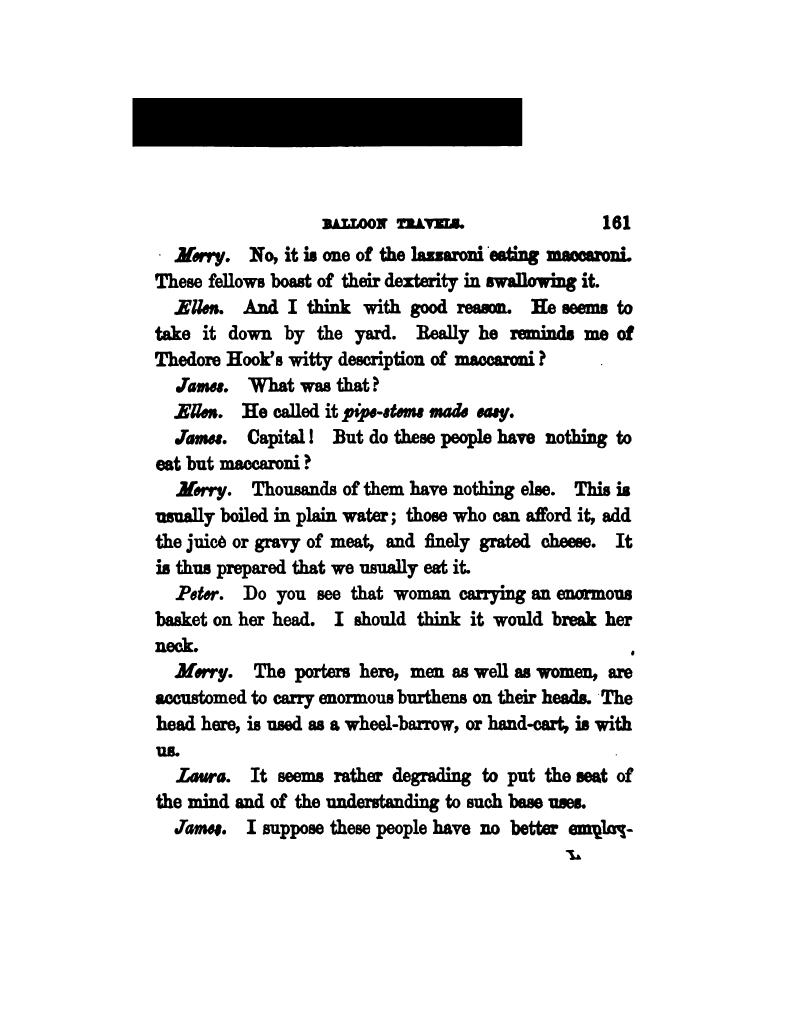 BALLOON TRAVELS. 161
Merry. No, it is one of the lazzaroni eating maccaroni.
These fellows boast of their dexterity in swallowing it.
Ellen. And I think with good reason. He seems to
take it down by the yard. Really he reminds me of
Thedore Hook's witty description of maccaroni?
James. What was that?
Ellen. He called it pipe-stems made easy.
James. Capital! But do these people have nothing to
eat but maccaroni?
Merry. Thousands of them have nothing else. This is
usually boiled in plain water; those who can afford it, add
the juice or gravy of meat, and finely grated cheese. It
is thus prepared that we usually eat it.
Peter. Do you see that woman carrying an enormous
basket on her head. I should think it would break her
neck.
Merry. The porters here, men as well as women, are
accustomed to carry enormous burthens on their heads. The
head here, is used as a wheel-barrow, or hand-cart, is with
us.
Laura. It seems rather degrading to put the seat of
the mind and of the understanding to such base uses.
James. I suppose these people have no better employ-
L